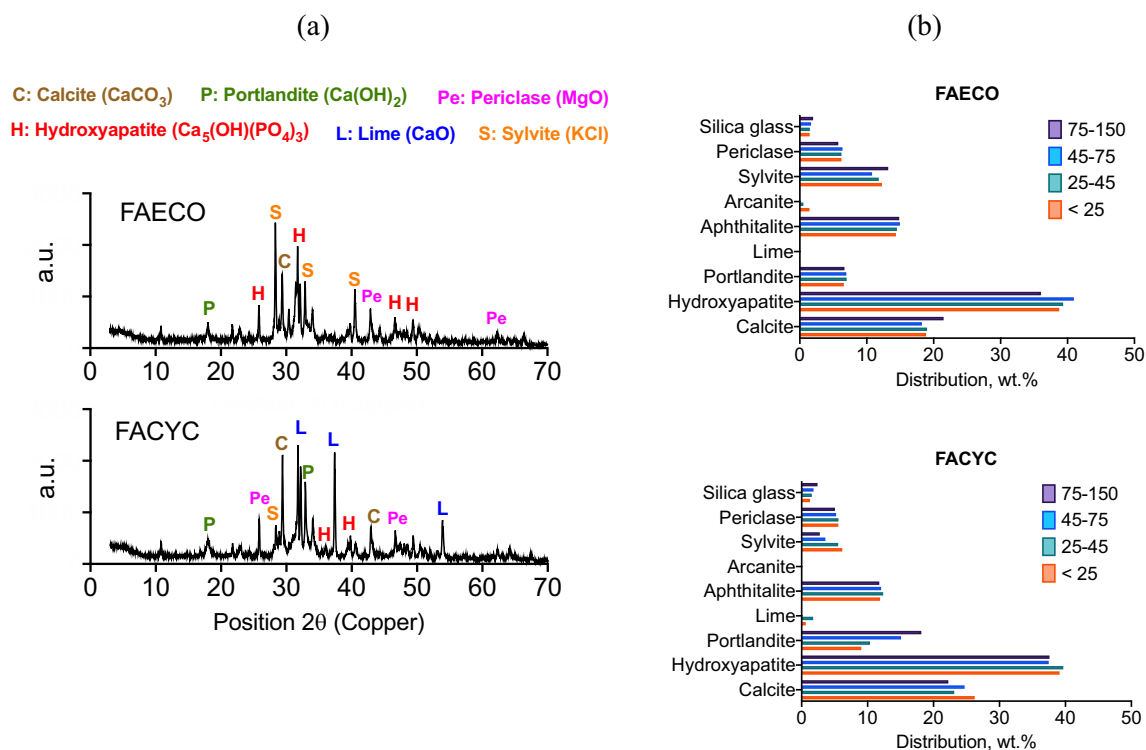 (a)
C: Calcite (CaCO3) P: Portlandite (Ca(OH)2) Pe: Periclase (MgO)
H: Hydroxyapatite (Ca5(OH)(PO4)3) L: Lime (CaO) S: Sylvite (KCl)
FAECO
a.u.
S
H
C
S
S
H
Pe
P
H
H
Pe
0 10 20 30 40 50 60 70
FACYC
a.u.
L
L
C
P
Pe
S
L
P
H
H
C
Pe
0 10 20 30 40 50 60 70
Position 2θ (Copper)
(b)
FAECO
Silica glass
Periclase
Sylvite
Arcanite
Aphthitalite
Lime
Portlandite
Hydroxyapatite
Calcite
75-150
45-75
25-45
< 25
0 10 20 30 40 50
Distribution, wt.%
FACYC
Silica glass
Periclase
Sylvite
Arcanite
Aphthitalite
Lime
Portlandite
Hydroxyapatite
Calcite
75-150
45-75
25-45
< 25
0 10 20 30 40 50
Distribution, wt.%